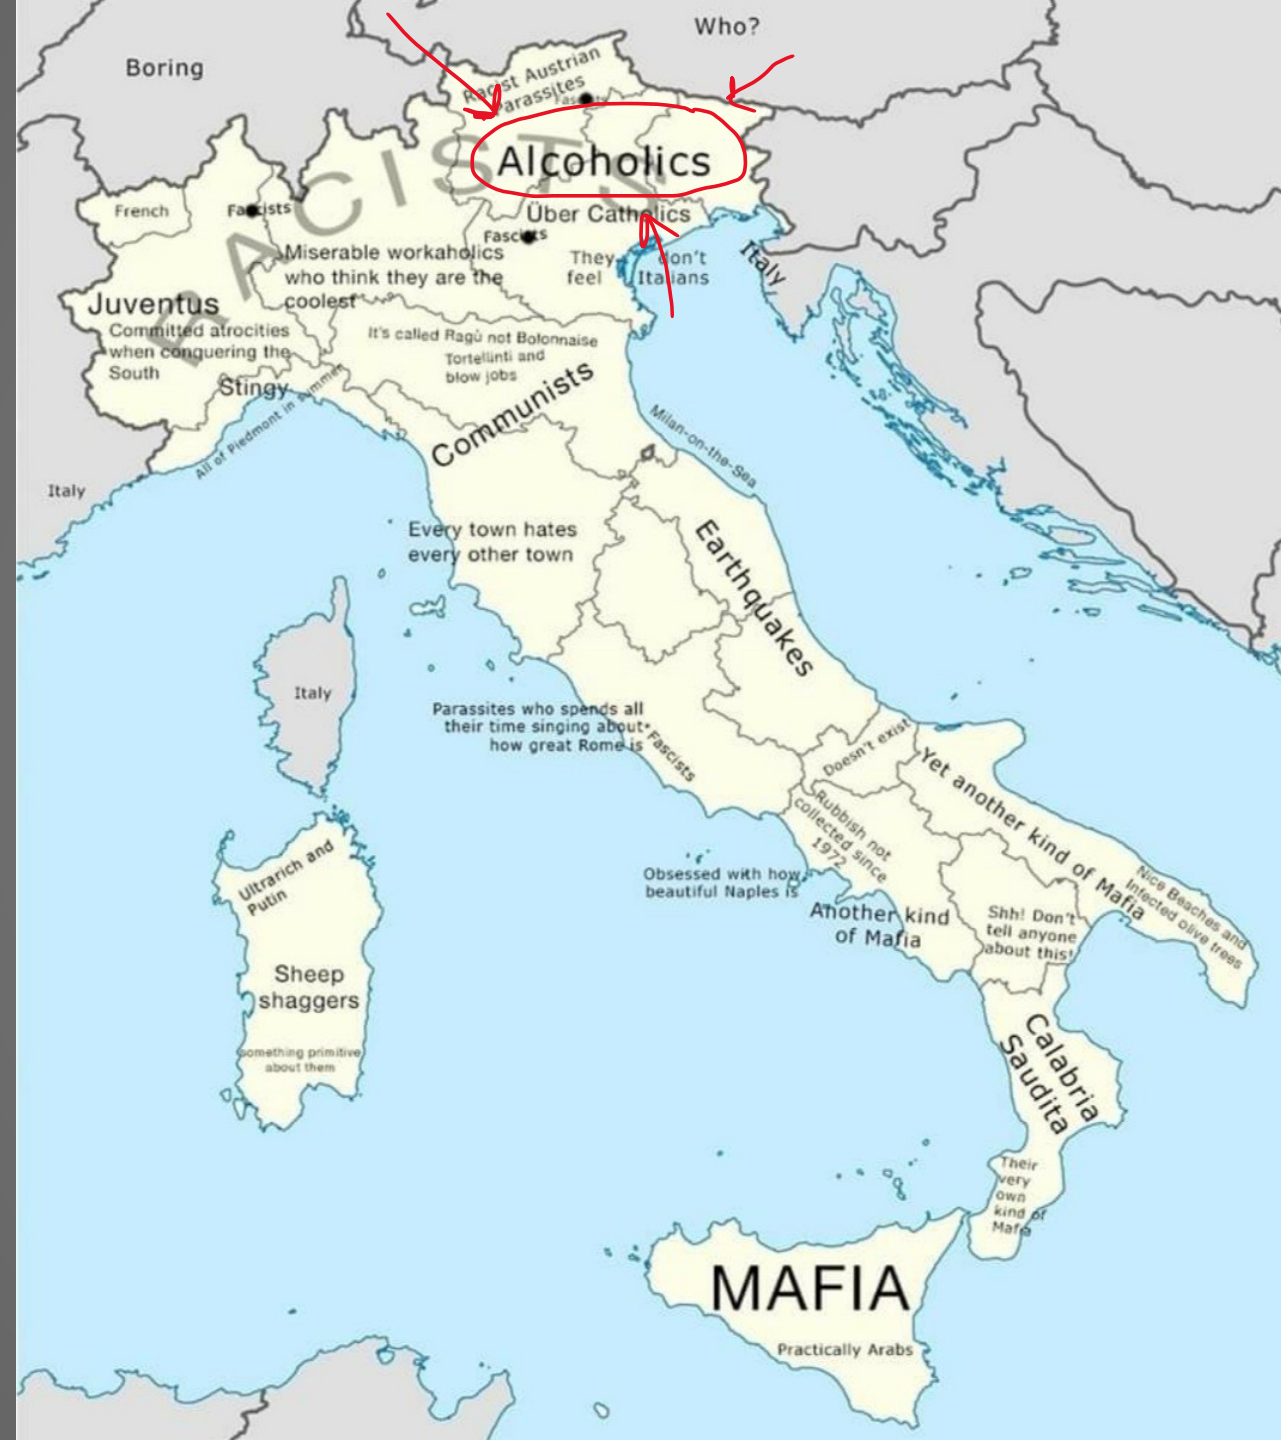 Who?
Boring
Racist Austrian
Parassites
Fascists
Alcoholics
RACISTS
French
Fascists
Über Catholics
Fascists
Miserable workaholics
who think they are the
coolest
They don't
feel Italians
Italy
Juventus
Committed atrocities
when conquering the
South
It's called Ragù not Bolonnaise
Tortellinti and
blow jobs
Stingy
All of Piedmont in summer
Communists
Milan-on-the-Sea
Italy
Every town hates
every other town
Earthquakes
Italy
Parassites who spends all
their time singing about
how great Rome is
Fascists
Doesn't exist
Yet another kind of Mafia
Rubbish not
collected since
1972
Obsessed with how
beautiful Naples is
Another kind
of Mafia
Nice Beaches and
Infected olive trees
Shh! Don't
tell anyone
about this!
Ultrarich and
Putin
Sheep
shaggers
something primitive
about them
Calabria
Saudita
Their
very
own
kind of
Mafia
MAFIA
Practically Arabs